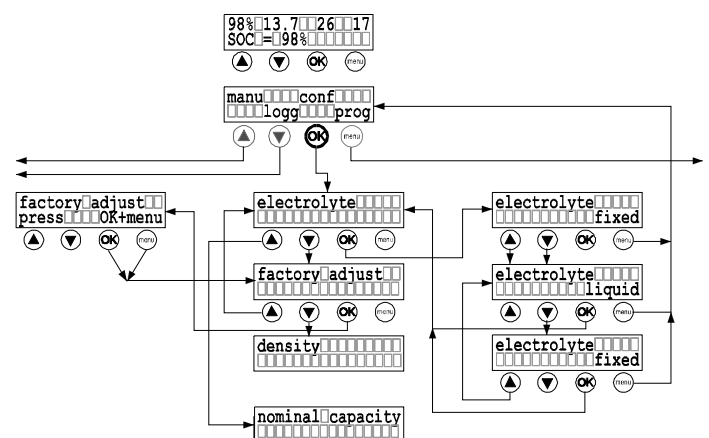 98% 13.7 26 17
SOC = 98%
OK menu
manu conf
logg prog
OK menu
factory adjust
press OK+menu
OK menu
electrolyte
OK menu
factory adjust
OK menu
density
nominal capacity
electrolyte
fixed
OK menu
electrolyte
liquid
OK menu
electrolyte
fixed
OK menu